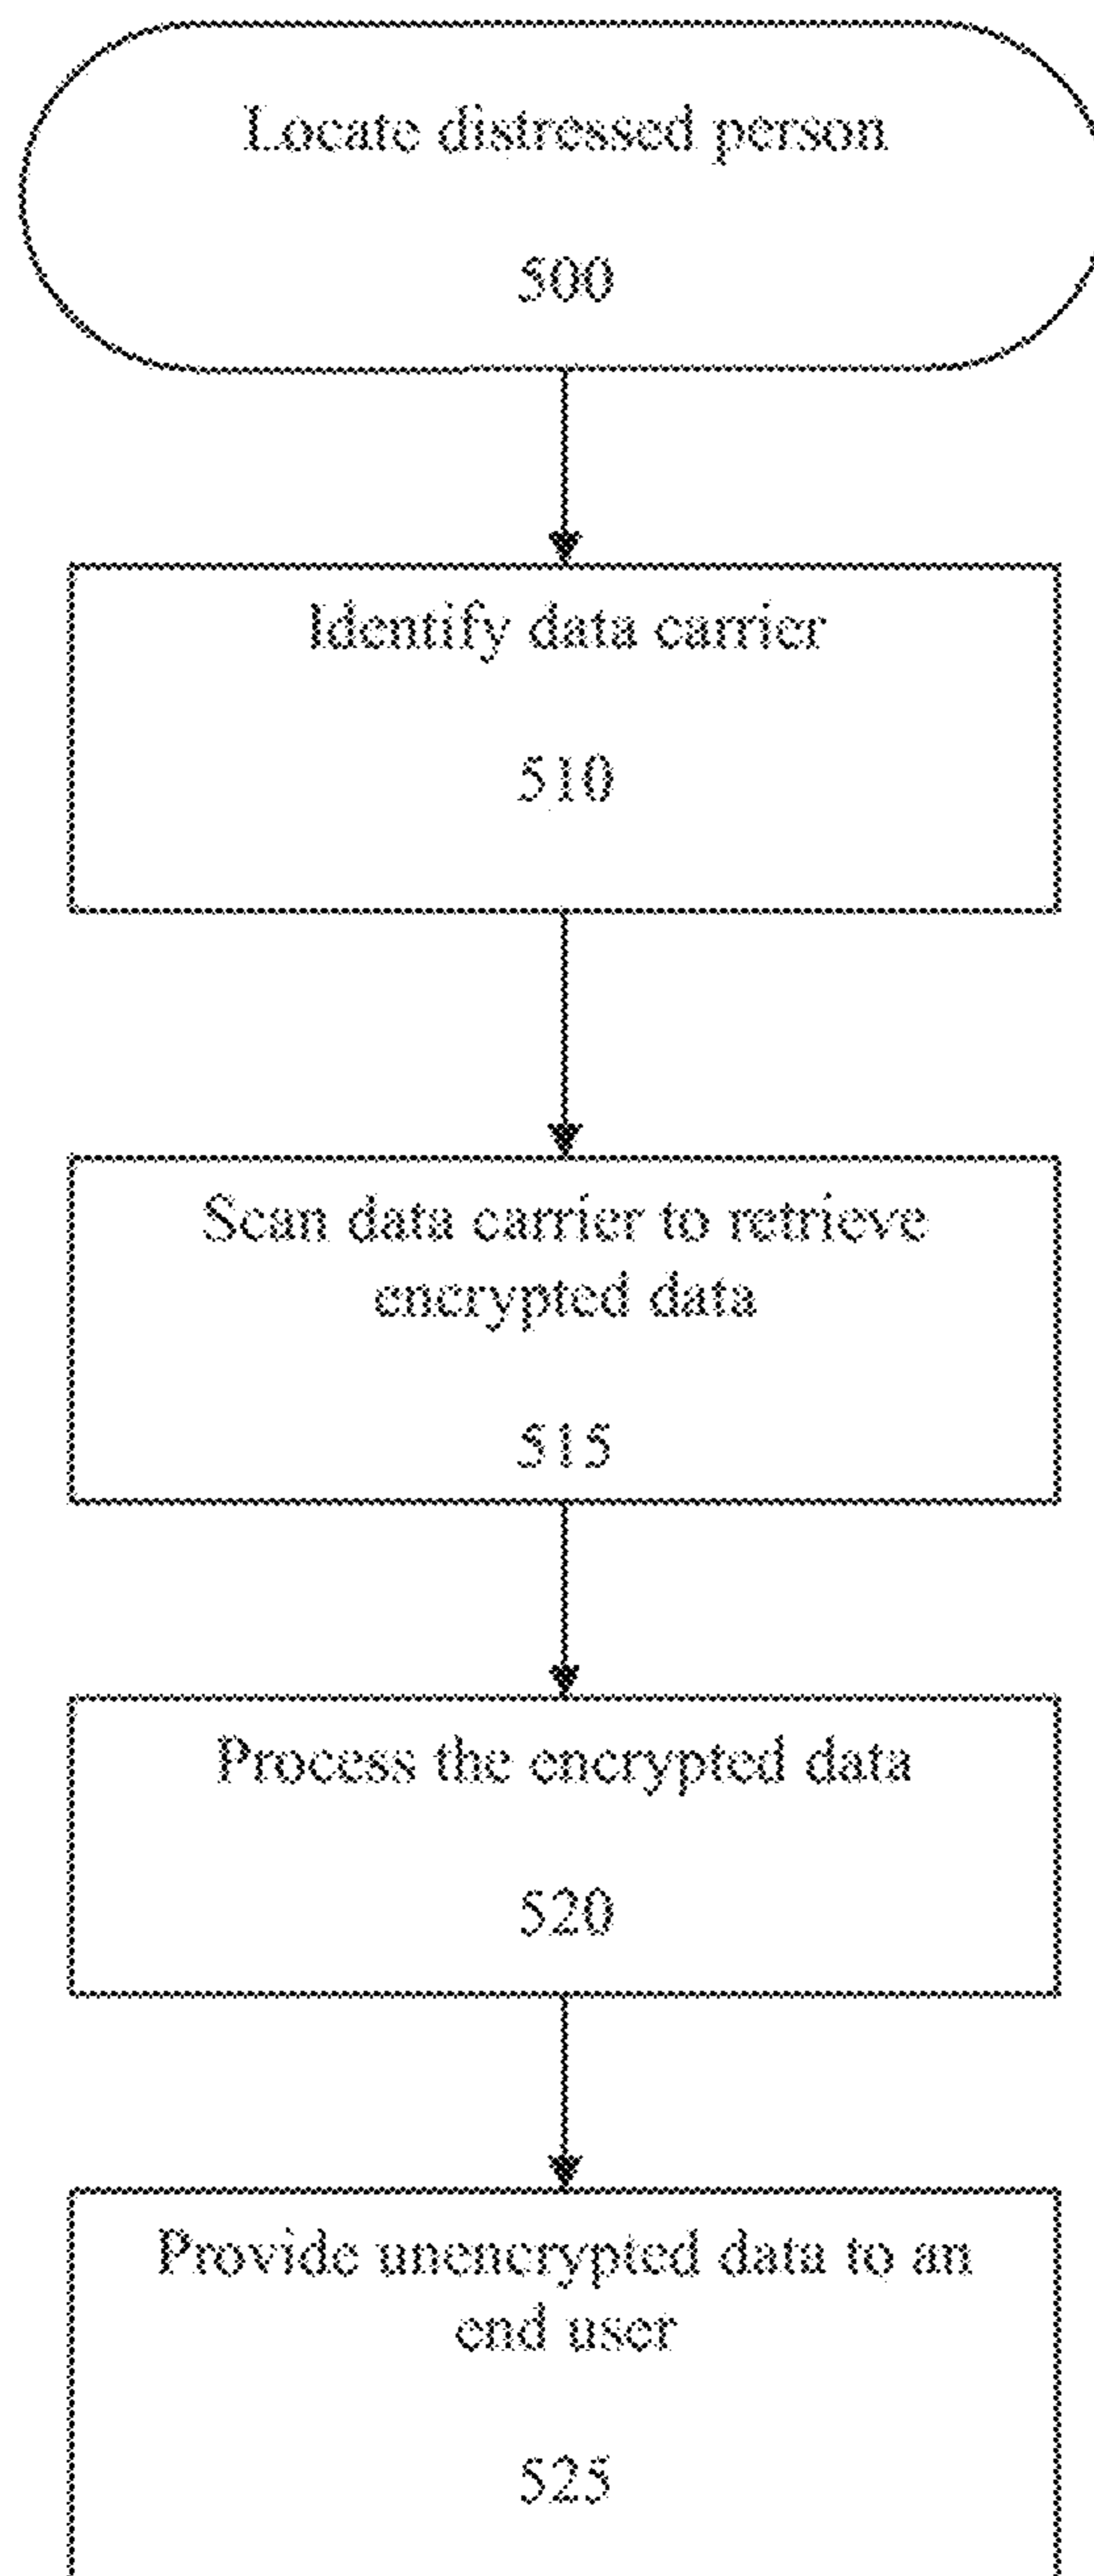 Locate distressed person
500
Identify data carrier
510
Scan data carrier to retrieve
encrypted data
515
Process the encrypted data
520
Provide unencrypted data to an
end user
525